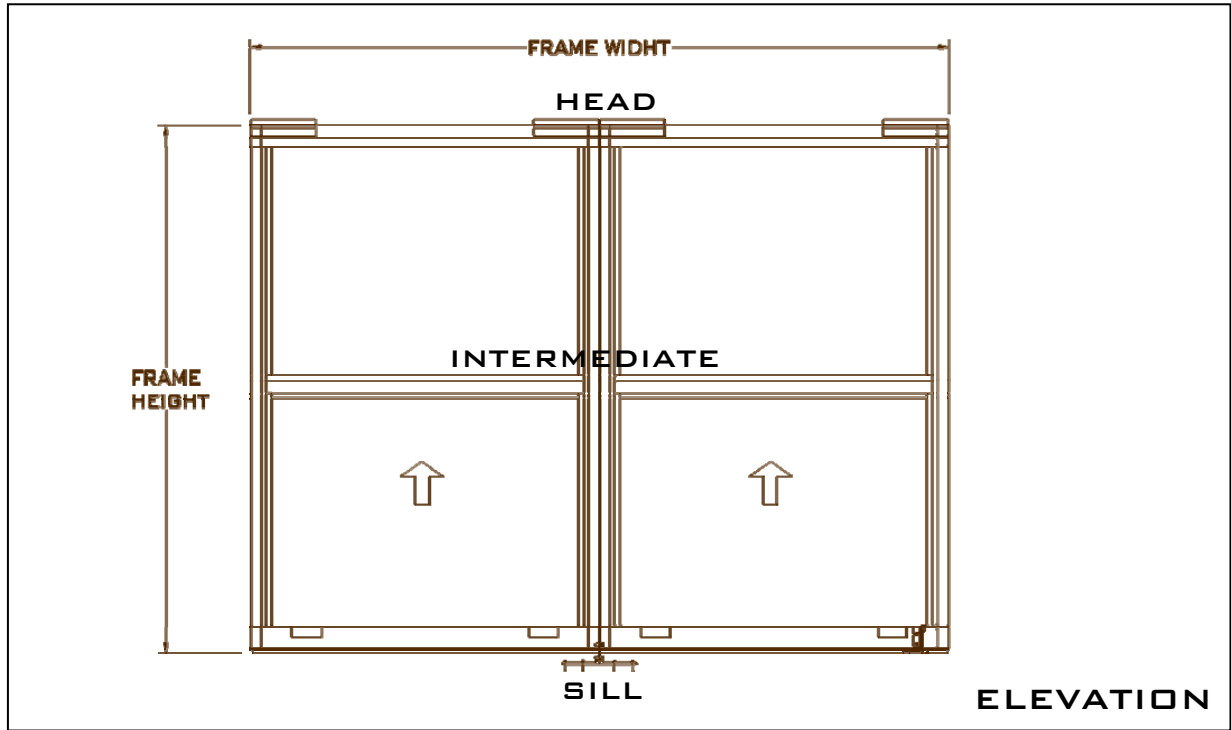 FRAME WIDHT
HEAD
INTERMEDIATE
FRAME
HEIGHT
SILL
ELEVATION